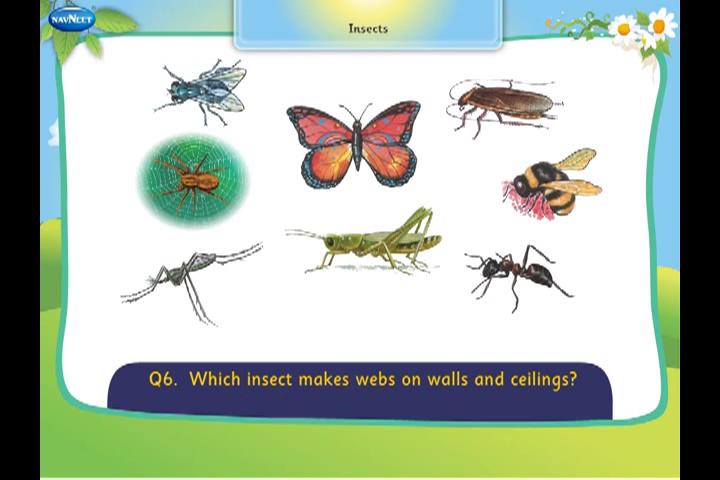 NAVNEET
Insects
Q6. Which insect makes webs on walls and ceilings?